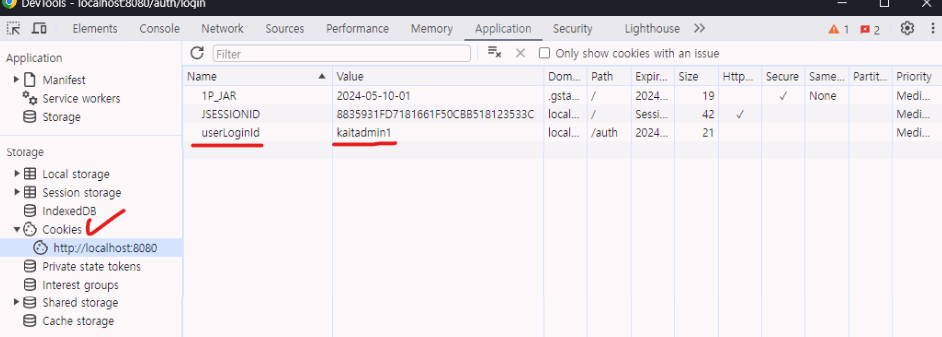 DevTools - localhost:8080/auth/login
Elements Console Network Sources Performance Memory Application Security Lighthouse 1 2
Application
Manifest
Service workers
Storage
Storage
Local storage
Session storage
IndexedDB
Cookies
http://localhost:8080
Private state tokens
Interest groups
Shared storage
Cache storage
Filter Only show cookies with an issue
Name Value Dom... Path Expir... Size Http... Secure Same... Partit... Priority
1P_JAR 2024-05-10-01 .gsta... / 2024... 19 ✓ None Medi...
JSESSIONID 8835931FD7181661F50CBB518123533C local... / Sessi... 42 ✓ Medi...
userLoginId kaitadmin1 local... /auth 2024... 21 Medi...